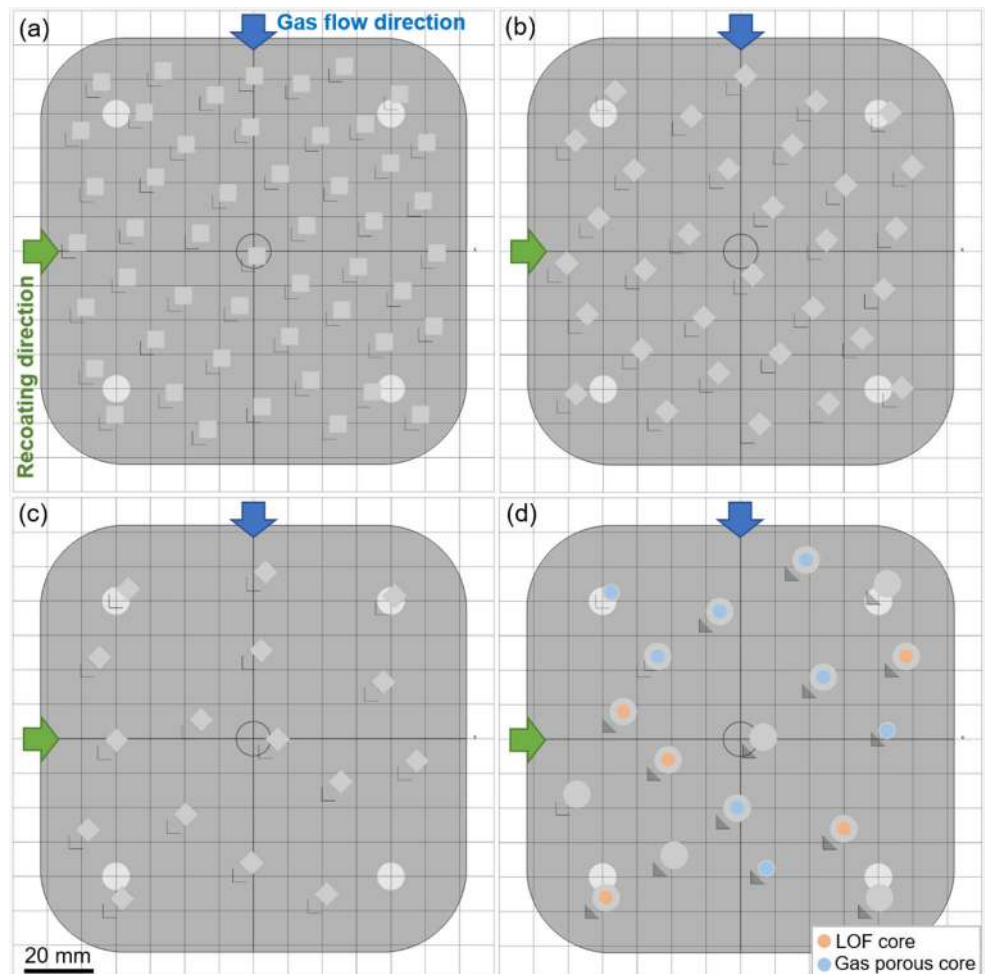 (a)
Gas flow direction
(b)
Recoating direction
(c)
(d)
20 mm
LOF core
Gas porous core